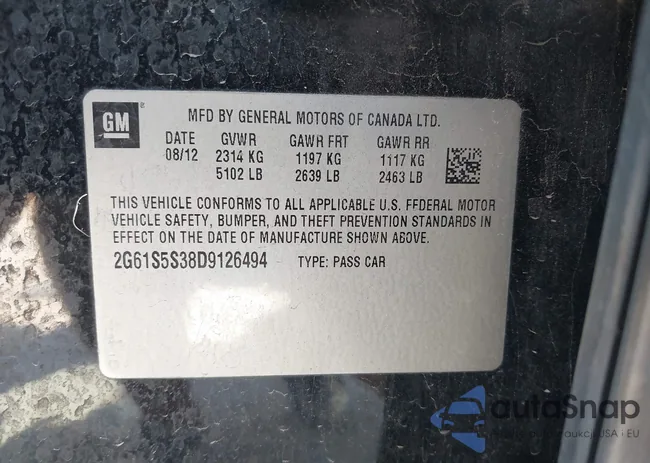 GM
MFD BY GENERAL MOTORS OF CANADA LTD.
DATE GVWR GAWR FRT GAWR RR
08/12 2314 KG 1197 KG 1117 KG
5102 LB 2639 LB 2463 LB
THIS VEHICLE CONFORMS TO ALL APPLICABLE U.S. FEDERAL MOTOR
VEHICLE SAFETY, BUMPER, AND THEFT PREVENTION STANDARDS IN
EFFECT ON THE DATE OF MANUFACTURE SHOWN ABOVE.
2G61S5S38D9126494 TYPE: PASS CAR
autoSnap
USA • EU